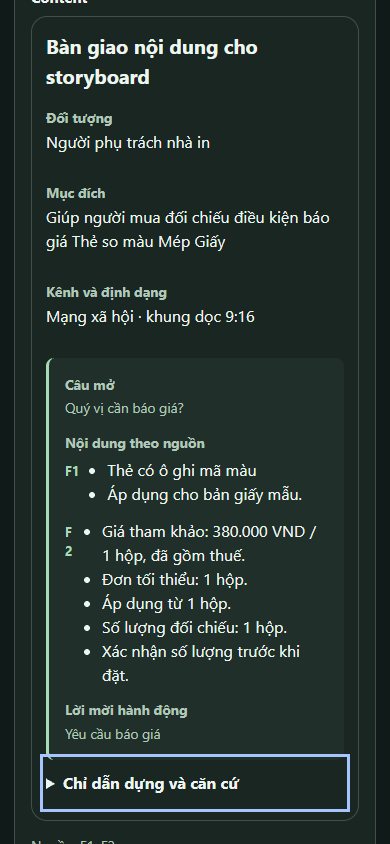 Content
Bàn giao nội dung cho
storyboard
Đối tượng
Người phụ trách nhà in
Mục đích
Giúp người mua đối chiếu điều kiện báo
giá Thẻ so màu Mép Giấy
Kênh và định dạng
Mạng xã hội · khung dọc 9:16
Câu mở
Quý vị cần báo giá?
Nội dung theo nguồn
F1 • Thẻ có ô ghi mã màu
• Áp dụng cho bản giấy mẫu.
F2 • Giá tham khảo: 380.000 VND /
1 hộp, đã gồm thuế.
• Đơn tối thiểu: 1 hộp.
• Áp dụng từ 1 hộp.
• Số lượng đối chiếu: 1 hộp.
• Xác nhận số lượng trước khi
đặt.
Lời mời hành động
Yêu cầu báo giá
▶ Chỉ dẫn dựng và căn cứ